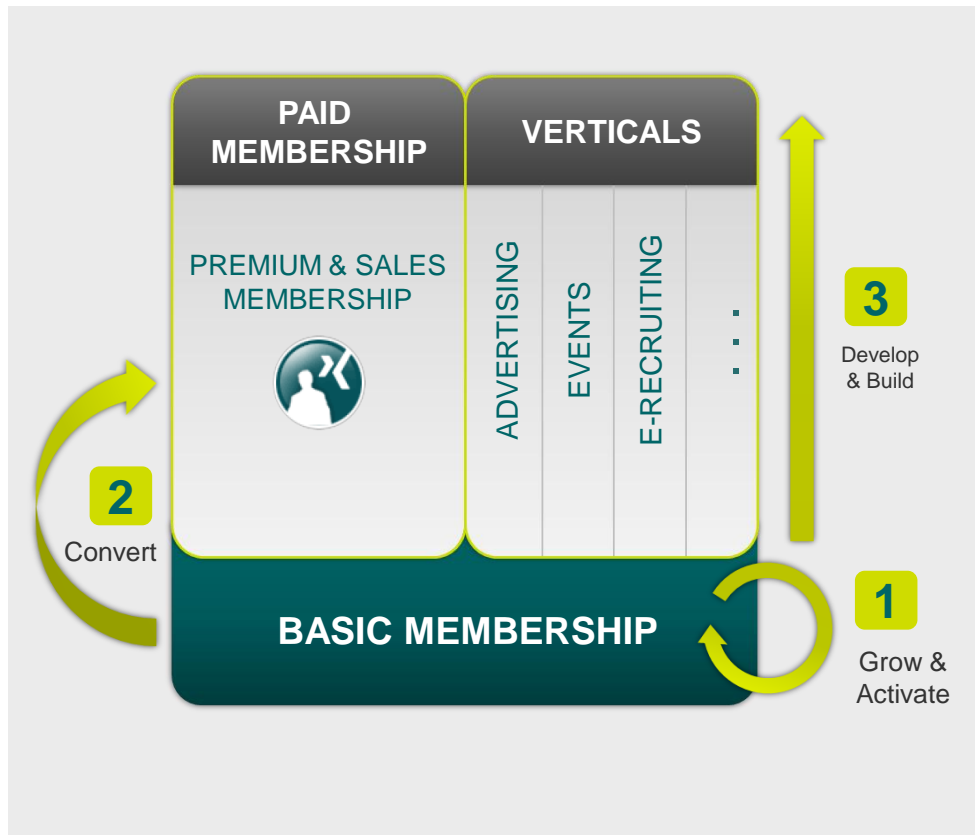 PAID
MEMBERSHIP
VERTICALS
PREMIUM & SALES
MEMBERSHIP
ADVERTISING
EVENTS
E-RECRUITING
...
3
Develop
& Build
2
Convert
BASIC MEMBERSHIP
1
Grow &
Activate